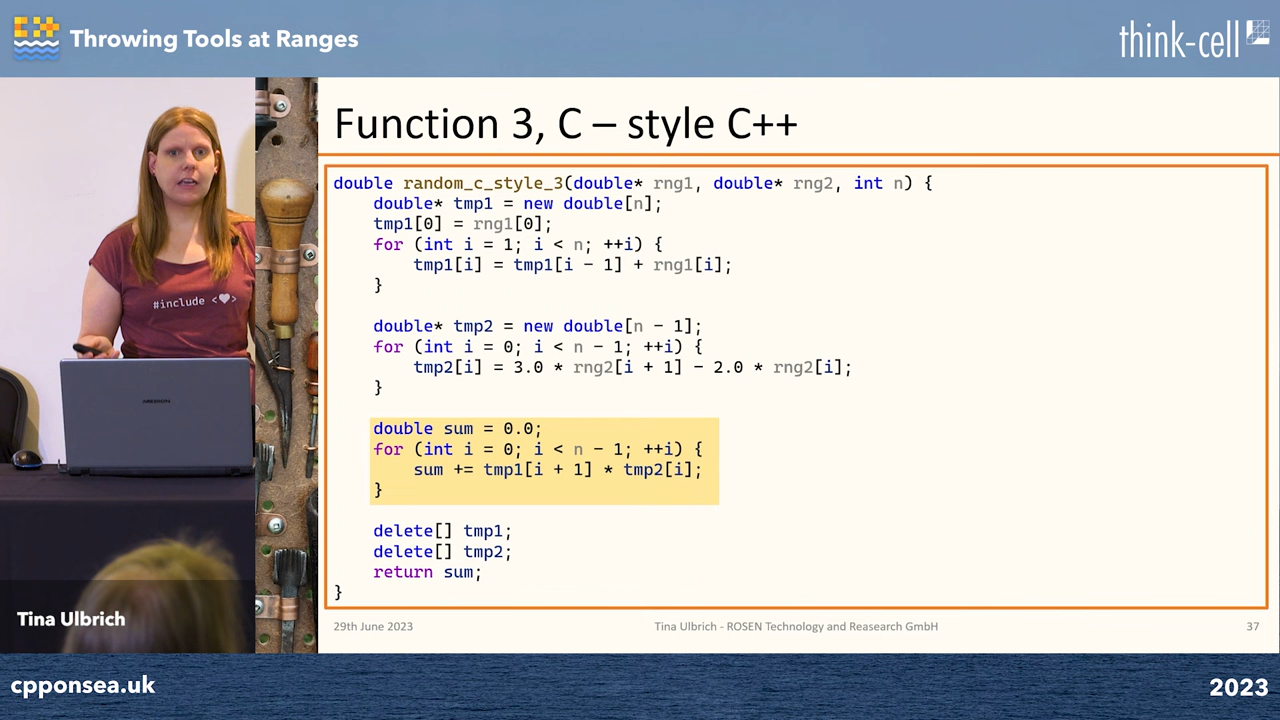 Throwing Tools at Ranges
think-cell
Function 3, C – style C++
double random_c_style_3(double* rng1, double* rng2, int n) {
    double* tmp1 = new double[n];
    tmp1[0] = rng1[0];
    for (int i = 1; i < n; ++i) {
        tmp1[i] = tmp1[i − 1] + rng1[i];
    }
    double* tmp2 = new double[n − 1];
    for (int i = 0; i < n − 1; ++i) {
        tmp2[i] = 3.0 * rng2[i + 1] − 2.0 * rng2[i];
    }
    double sum = 0.0;
    for (int i = 0; i < n − 1; ++i) {
        sum += tmp1[i + 1] * tmp2[i];
    }
    delete[] tmp1;
    delete[] tmp2;
    return sum;
}
29th June 2023
Tina Ulbrich - ROSEN Technology and Reasearch GmbH
37
#include <♥>
MEDION
Tina Ulbrich
cpponsea.uk
2023